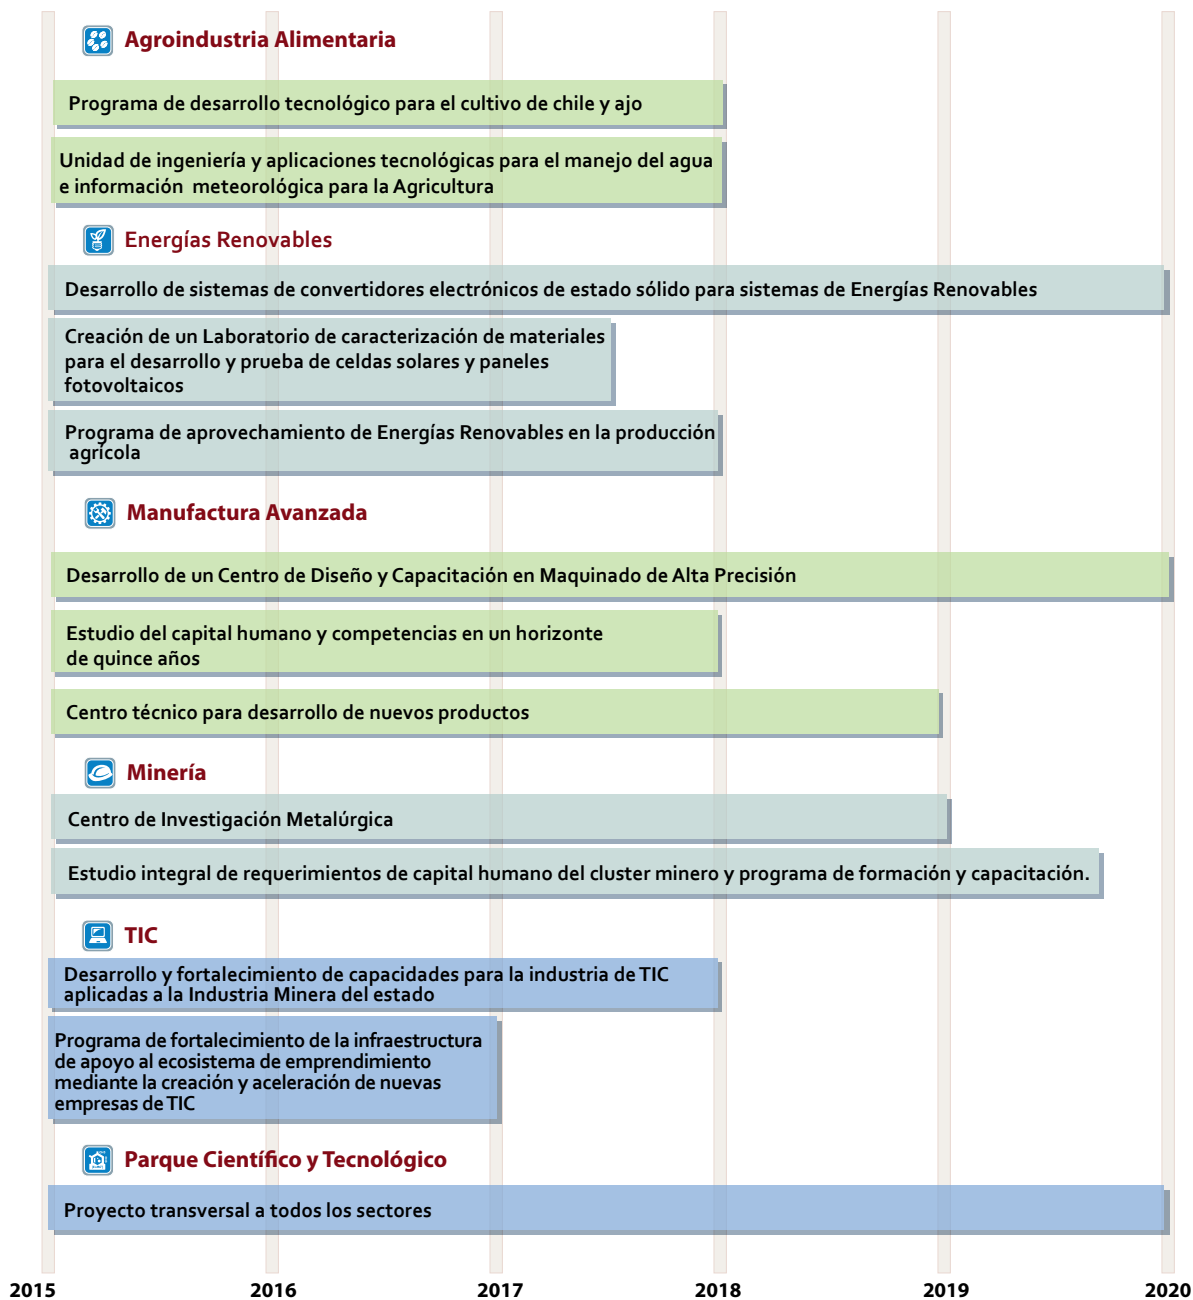 Agroindustria Alimentaria
Programa de desarrollo tecnológico para el cultivo de chile y ajo
Unidad de ingeniería y aplicaciones tecnológicas para el manejo del agua
e información meteorológica para la Agricultura
Energías Renovables
Desarrollo de sistemas de convertidores electrónicos de estado sólido para sistemas de Energías Renovables
Creación de un Laboratorio de caracterización de materiales
para el desarrollo y prueba de celdas solares y paneles
fotovoltaicos
Programa de aprovechamiento de Energías Renovables en la producción
agrícola
Manufactura Avanzada
Desarrollo de un Centro de Diseño y Capacitación en Maquinado de Alta Precisión
Estudio del capital humano y competencias en un horizonte
de quince años
Centro técnico para desarrollo de nuevos productos
Minería
Centro de Investigación Metalúrgica
Estudio integral de requerimientos de capital humano del cluster minero y programa de formación y capacitación.
TIC
Desarrollo y fortalecimiento de capacidades para la industria de TIC
aplicadas a la Industria Minera del estado
Programa de fortalecimiento de la infraestructura
de apoyo al ecosistema de emprendimiento
mediante la creación y aceleración de nuevas
empresas de TIC
Parque Científico y Tecnológico
Proyecto transversal a todos los sectores
2015 2016 2017 2018 2019 2020